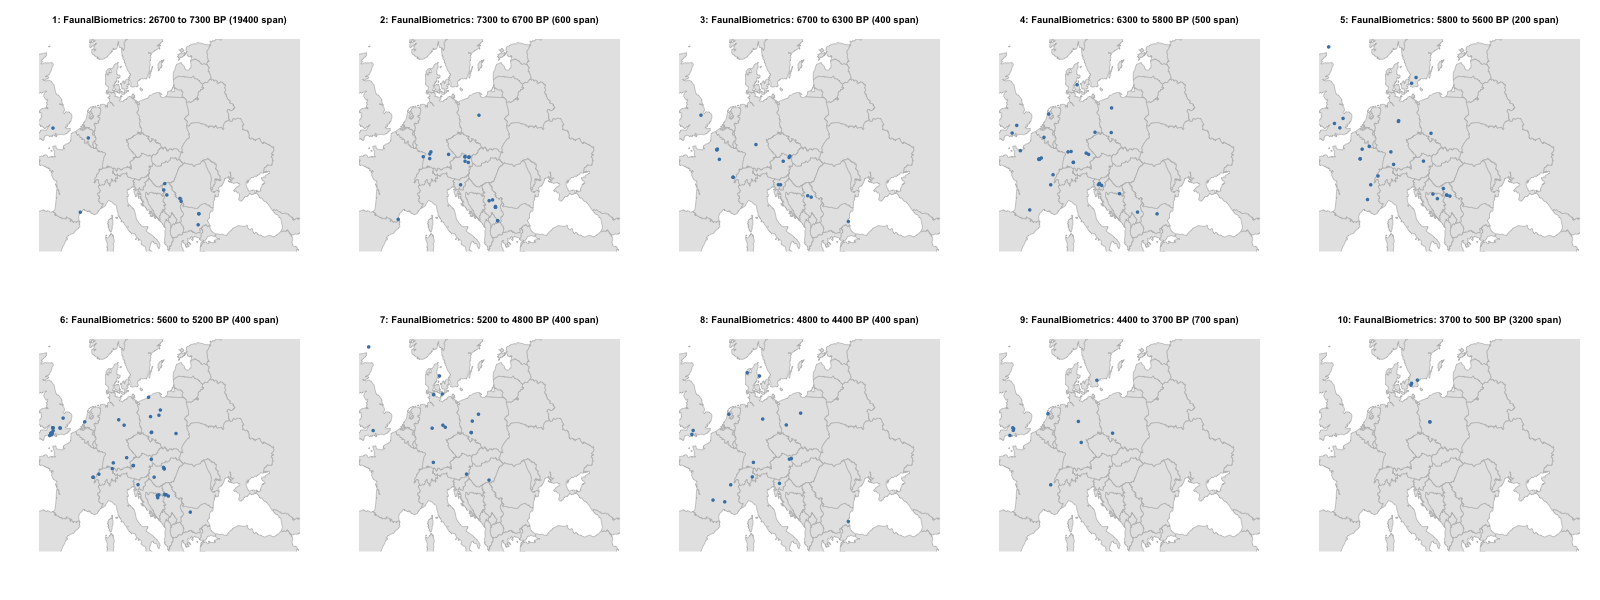 1: FaunalBiometrics: 26700 to 7300 BP (19400 span)
2: FaunalBiometrics: 7300 to 6700 BP (600 span)
3: FaunalBiometrics: 6700 to 6300 BP (400 span)
4: FaunalBiometrics: 6300 to 5800 BP (500 span)
5: FaunalBiometrics: 5800 to 5600 BP (200 span)
6: FaunalBiometrics: 5600 to 5200 BP (400 span)
7: FaunalBiometrics: 5200 to 4800 BP (400 span)
8: FaunalBiometrics: 4800 to 4400 BP (400 span)
9: FaunalBiometrics: 4400 to 3700 BP (700 span)
10: FaunalBiometrics: 3700 to 500 BP (3200 span)